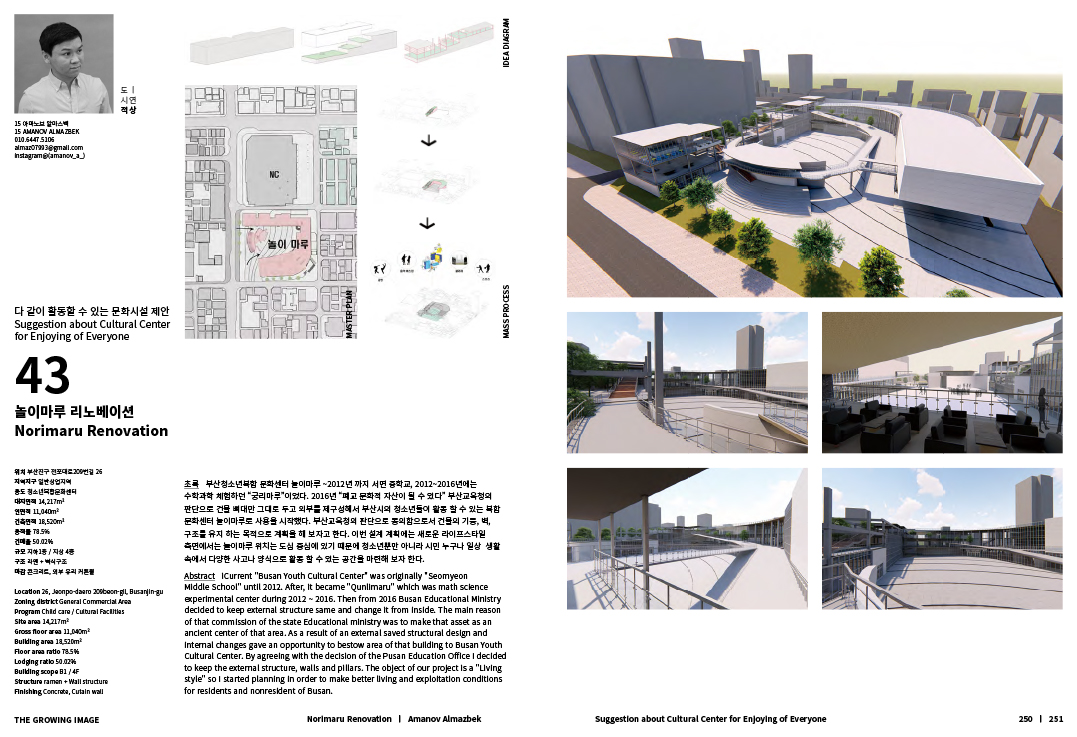 도 |
시연
적상
15 아마노브 알마스벡
15 AMANOV ALMAZBEK
010.6447.5106
almaz07993@gmail.com
instagram@(amanov_a_)
IDEA DIAGRAM
NC
놀이 마루
MASTER PLAN
MASS PROCESS
다 같이 활동할 수 있는 문화시설 제안
Suggestion about Cultural Center
for Enjoying of Everyone
43
놀이마루 리노베이션
Norimaru Renovation
위치 부산진구 전포대로209번길 26
지역지구 일반상업지역
용도 청소년복합문화센터
대지면적 14,217m²
연면적 11,040m²
건축면적 18,520m²
용적률 78.5%
건폐율 50.02%
규모 지하1층 / 지상 4층
구조 라멘 + 벽식구조
마감 콘크리트, 외부 유리 커튼월
Location 26, Jeonpo-daero 209beon-gil, Busanjin-gu
Zoning district General Commercial Area
Program Child care / Cultural Facilities
Site area 14,217m²
Gross floor area 11,040m²
Building area 18,520m²
Floor area ratio 78.5%
Lodging ratio 50.02%
Building scope B1 / 4F
Structure ramen + Wall structure
Finishing Concrete, Cutain wall
초록 부산청소년복합 문화센터 놀이마루 ~2012년 까지 서면 중학교, 2012~2016년에는
수학과학 체험하던 "궁리마루"이었다. 2016년 "폐교 문화적 자산이 될 수 있다" 부산교육청의
판단으로 건물 뼈대만 그대로 두고 외부를 재구성해서 부산시의 청소년들이 활동 할 수 있는 복합
문화센터 놀이마루로 사용을 시작했다. 부산교육청의 판단으로 동의함으로서 건물의 기둥, 벽,
구조를 유지 하는 목적으로 계획을 해 보자고 한다. 이번 설계 계획에는 새로운 라이프스타일
측면에서는 놀이마루 위치는 도심 중심에 있기 때문에 청소년뿐만 아니라 시민 누구나 일상 생활
속에서 다양한 사고나 양식으로 활동 할 수 있는 공간을 마련해 보자 한다.
Abstract ICurrent "Busan Youth Cultural Center" was originally "Seomyeon
Middle School" until 2012. After, it became "Qunlimaru" which was math science
experimental center during 2012 ~ 2016. Then from 2016 Busan Educational Ministry
decided to keep external structure same and change it from inside. The main reason
of that commission of the state Educational ministry was to make that asset as an
ancient center of that area. As a result of an external saved structural design and
internal changes gave an opportunity to bestow area of that building to Busan Youth
Cultural Center. By agreeing with the decision of the Pusan Education Office I decided
to keep the external structure, walls and pillars. The object of our project is a "Living
style" so I started planning in order to make better living and exploitation conditions
for residents and nonresident of Busan.
THE GROWING IMAGE
Norimaru Renovation | Amanov Almazbek
Suggestion about Cultural Center for Enjoying of Everyone
250 | 251